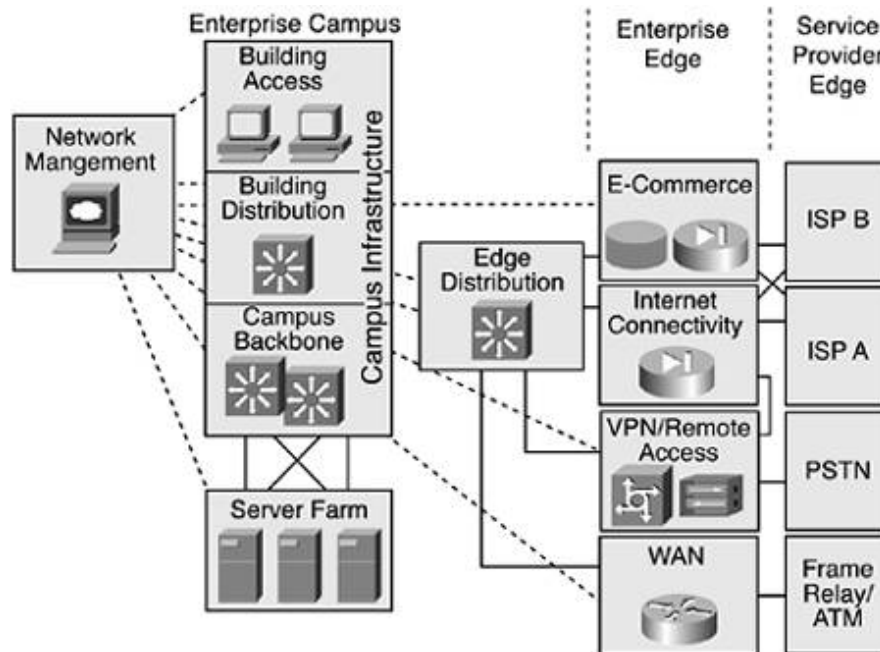 Enterprise Campus
Building
Access
Network
Mangement
Building
Distribution
Campus
Backbone
Campus Infrastructure
Server Farm
Edge
Distribution
Enterprise
Edge
E-Commerce
Internet
Connectivity
VPN/Remote
Access
WAN
Service
Provider
Edge
ISP B
ISP A
PSTN
Frame
Relay/
ATM